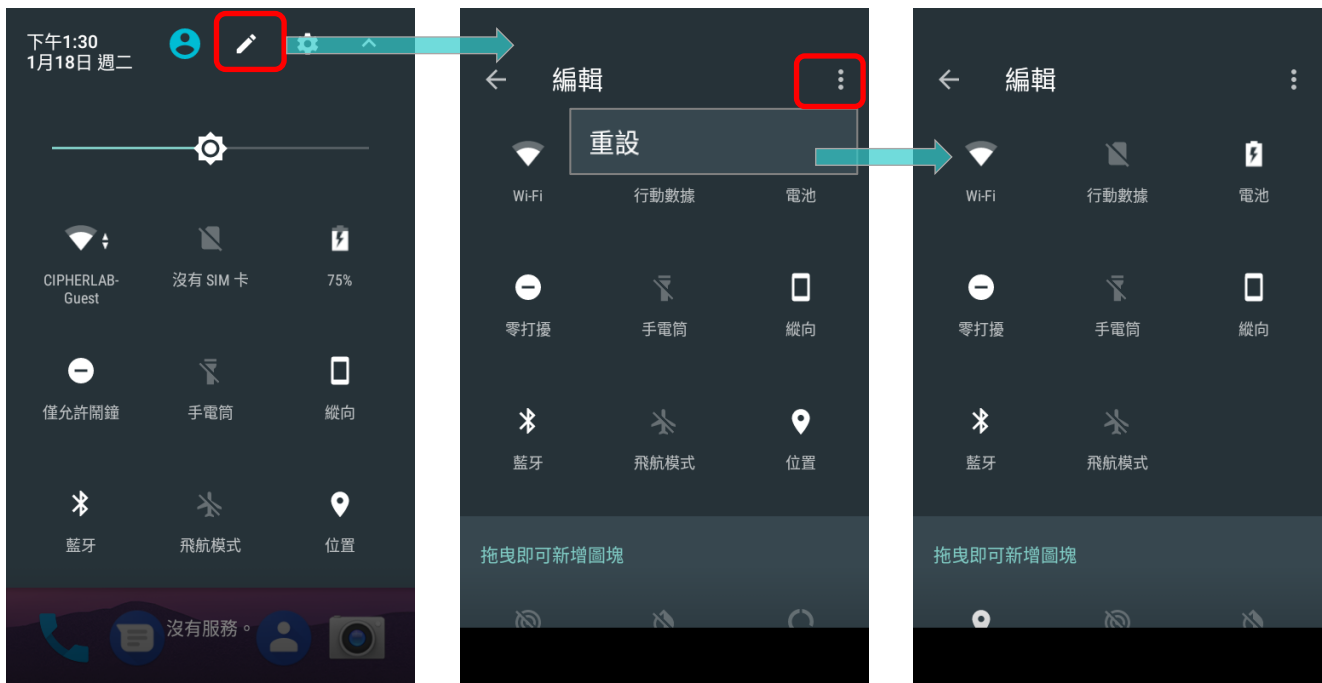 下午1:30
1月18日 週二
CIPHERLAB-
Guest
沒有 SIM 卡
75%
僅允許鬧鐘
手電筒
縱向
藍牙
飛航模式
位置
沒有服務。
編輯
重設
Wi-Fi
行動數據
電池
零打擾
手電筒
縱向
藍牙
飛航模式
位置
拖曳即可新增圖塊
編輯
Wi-Fi
行動數據
電池
零打擾
手電筒
縱向
藍牙
飛航模式
拖曳即可新增圖塊